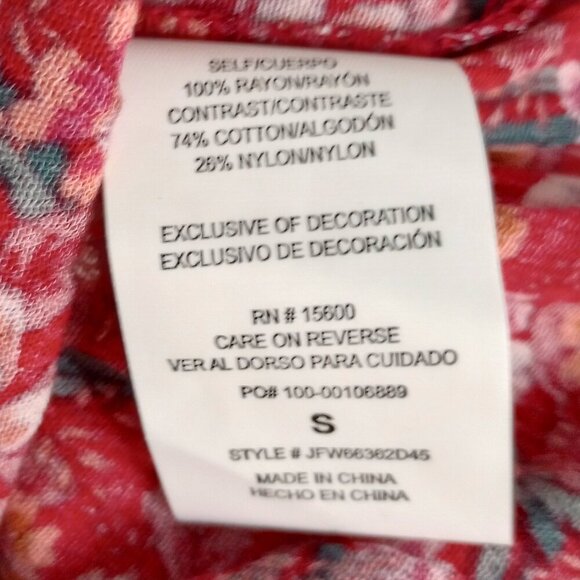 SELF/CUERPO
100% RAYON/RAYÓN
CONTRAST/CONTRASTE
74% COTTON/ALGODÓN
26% NYLON/NYLON
EXCLUSIVE OF DECORATION
EXCLUSIVO DE DECORACIÓN
RN # 15600
CARE ON REVERSE
VER AL DORSO PARA CUIDADO
PO# 100-00106889
S
STYLE # JFW66362D45
MADE IN CHINA
HECHO EN CHINA